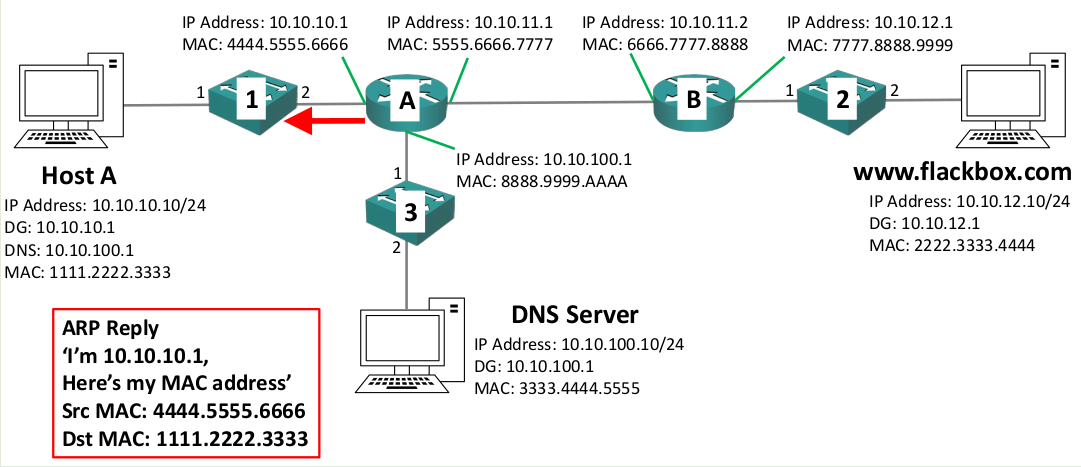 IP Address: 10.10.10.1
MAC: 4444.5555.6666
IP Address: 10.10.11.1
MAC: 5555.6666.7777
IP Address: 10.10.11.2
MAC: 6666.7777.8888
IP Address: 10.10.12.1
MAC: 7777.8888.9999
1
1
2
A
B
1
2
2
Host A
IP Address: 10.10.10.10/24
DG: 10.10.10.1
DNS: 10.10.100.1
MAC: 1111.2222.3333
IP Address: 10.10.100.1
MAC: 8888.9999.AAAA
1
3
2
www.flackbox.com
IP Address: 10.10.12.10/24
DG: 10.10.12.1
MAC: 2222.3333.4444
DNS Server
IP Address: 10.10.100.10/24
DG: 10.10.100.1
MAC: 3333.4444.5555
ARP Reply
‘I’m 10.10.10.1,
Here’s my MAC address’
Src MAC: 4444.5555.6666
Dst MAC: 1111.2222.3333